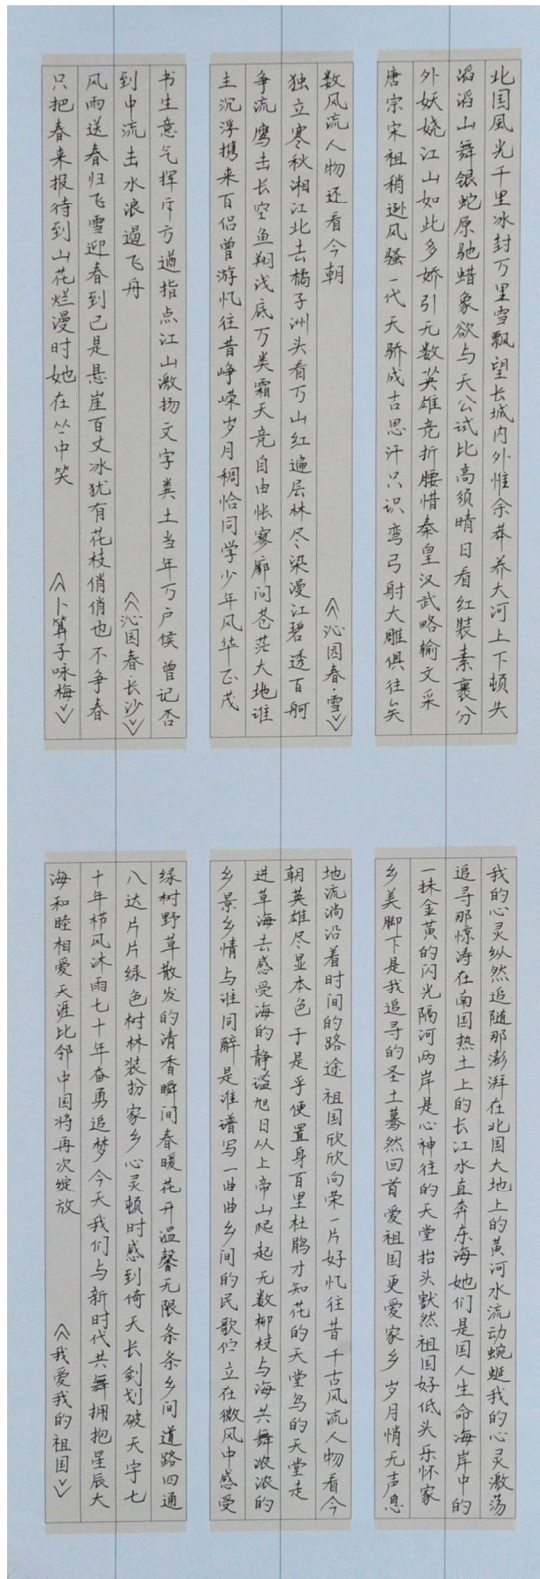 北国風光千里冰封万里雪飘望长城内外惟余莽莽大河上下顿失
滔滔山舞银蛇原驰蜡象欲与天公试比高须晴日看红装素裹分
外妖娆江山如此多娇引无数英雄竞折腰惜秦皇汉武略输文采
唐宗宋祖稍逊风骚一代天骄成吉思汗只识弯弓射大雕俱往矣
数风流人物还看今朝 《沁园春·雪》
独立寒秋湘江北去橘子洲头看万山红遍层林尽染漫江碧透百舸
争流鹰击长空鱼翔浅底万类霜天竞自由怅寥廓问苍茫大地谁
主沉浮携来百侣曾游忆往昔峥嵘岁月稠恰同学少年风华正茂
书生意气挥斥方遒指点江山激扬文字粪土当年万户侯曾记否
到中流击水浪遏飞舟 《沁园春·长沙》
风雨送春归飞雪迎春到已是悬崖百丈冰犹有花枝俏俏也不争春
只把春来报待到山花烂漫时她在丛中笑 《卜算子咏梅》
我的心灵纵然追随那澎湃在北国大地上的黄河水流动蜿蜒我的心灵激荡
追寻那惊涛在南国热土上的长江水直奔东海她们是国人生命海岸中的
一抹金黄的闪光隔河两岸是心神往的天堂抬头默然祖国好低头乐怀家
乡美脚下是我追寻的圣土蓦然回首爱祖国更爱家乡岁月悄无声息
地流淌沿着时间的路途祖国欣欣向荣一片好忆往昔千古风流人物看今
朝英雄尽显本色于是乎便置身百里杜鹃才知花的天堂鸟的天堂走
进草海去感受海的静谧旭日从上帝山爬起无数柳枝与海共舞浓浓的
乡景乡情与谁同醉是谁谱写一曲曲乡间的民歌伫立在微风中感受
绿树野草散发的清香瞬间春暖花开温馨无限条条乡间道路四通
八达片片绿色树林装扮家乡心灵顿时感到倚天长剑划破天宇七
十年栉风沐雨七十年奋勇追梦今天我们与新时代共舞拥抱星辰大
海和睦相爱天涯比邻中国将再次绽放 《我爱我的祖国》